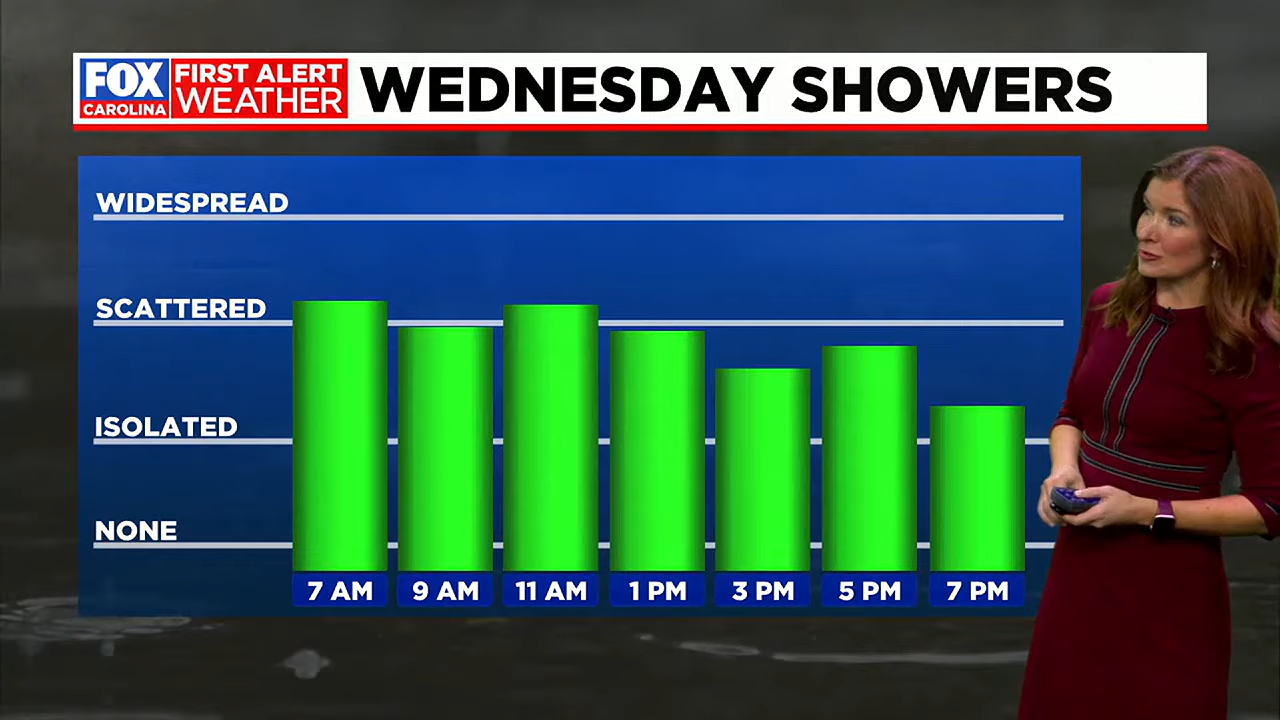 FOX
CAROLINA
FIRST ALERT
WEATHER
WEDNESDAY SHOWERS
WIDESPREAD
SCATTERED
ISOLATED
NONE
7 AM 9 AM 11 AM 1 PM 3 PM 5 PM 7 PM